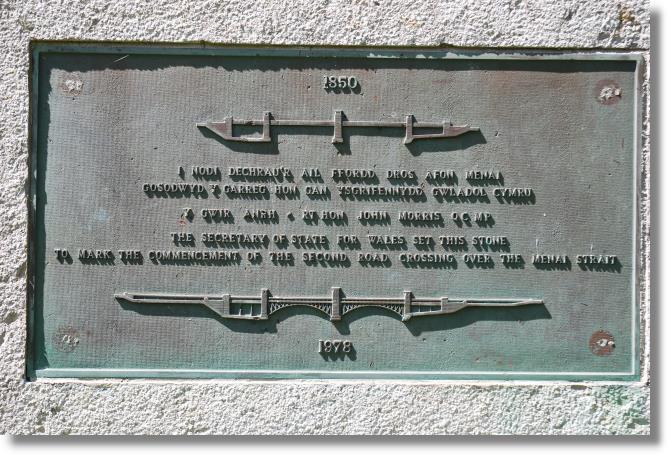 1850
I NODI DECHRAU'R AIL FFORDD DROS AFON MENAI
GOSODWYD Y GARREG HON GAN YSGRIFENNYDD GWLADOL CYMRU
Y GWIR ANRH • RT HON JOHN MORRIS Q C MP
THE SECRETARY OF STATE FOR WALES SET THIS STONE
TO MARK THE COMMENCEMENT OF THE SECOND ROAD CROSSING OVER THE MENAI STRAIT
1978